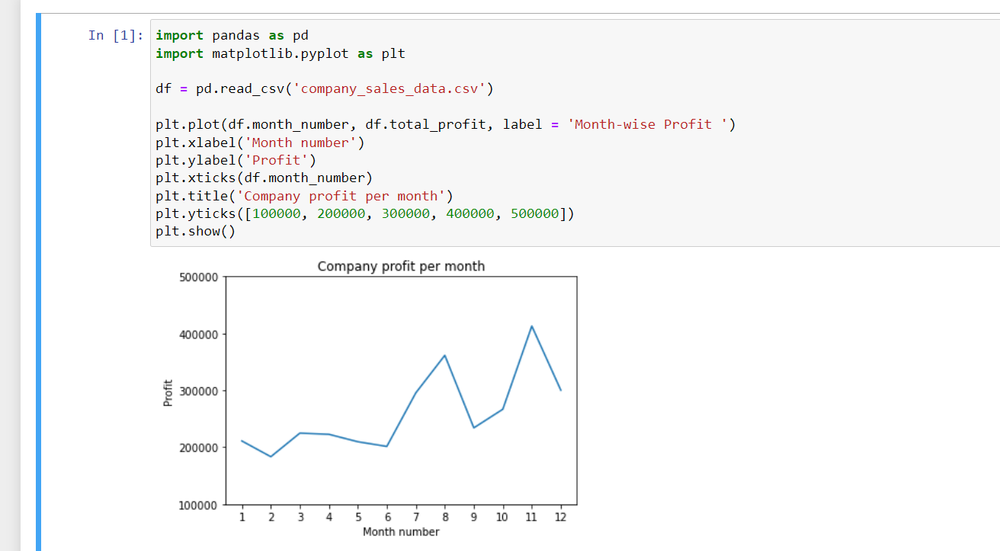 In [1]: import pandas as pd
import matplotlib.pyplot as plt
df = pd.read_csv('company_sales_data.csv')
plt.plot(df.month_number, df.total_profit, label = 'Month-wise Profit ')
plt.xlabel('Month number')
plt.ylabel('Profit')
plt.xticks(df.month_number)
plt.title('Company profit per month')
plt.yticks([100000, 200000, 300000, 400000, 500000])
plt.show()
Company profit per month
500000
400000
300000
200000
100000
Profit
1 2 3 4 5 6 7 8 9 10 11 12
Month number